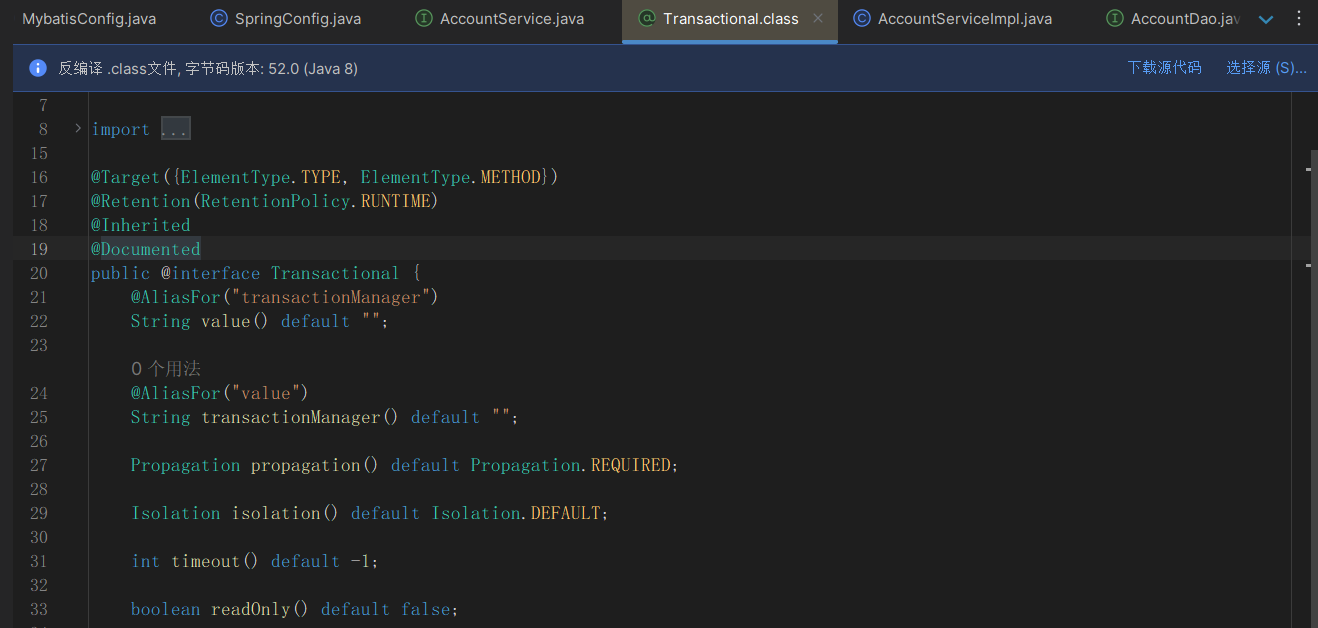 MybatisConfig.java SpringConfig.java AccountService.java Transactional.class AccountServiceImpl.java AccountDao.jav
反编译 .class文件, 字节码版本: 52.0 (Java 8) 下载源代码 选择源 (S)...
7
8 import ...
15
16 @Target({ElementType.TYPE, ElementType.METHOD})
17 @Retention(RetentionPolicy.RUNTIME)
18 @Inherited
19 @Documented
20 public @interface Transactional {
21 @AliasFor("transactionManager")
22 String value() default "";
23
0 个用法
24 @AliasFor("value")
25 String transactionManager() default "";
26
27 Propagation propagation() default Propagation.REQUIRED;
28
29 Isolation isolation() default Isolation.DEFAULT;
30
31 int timeout() default -1;
32
33 boolean readOnly() default false;